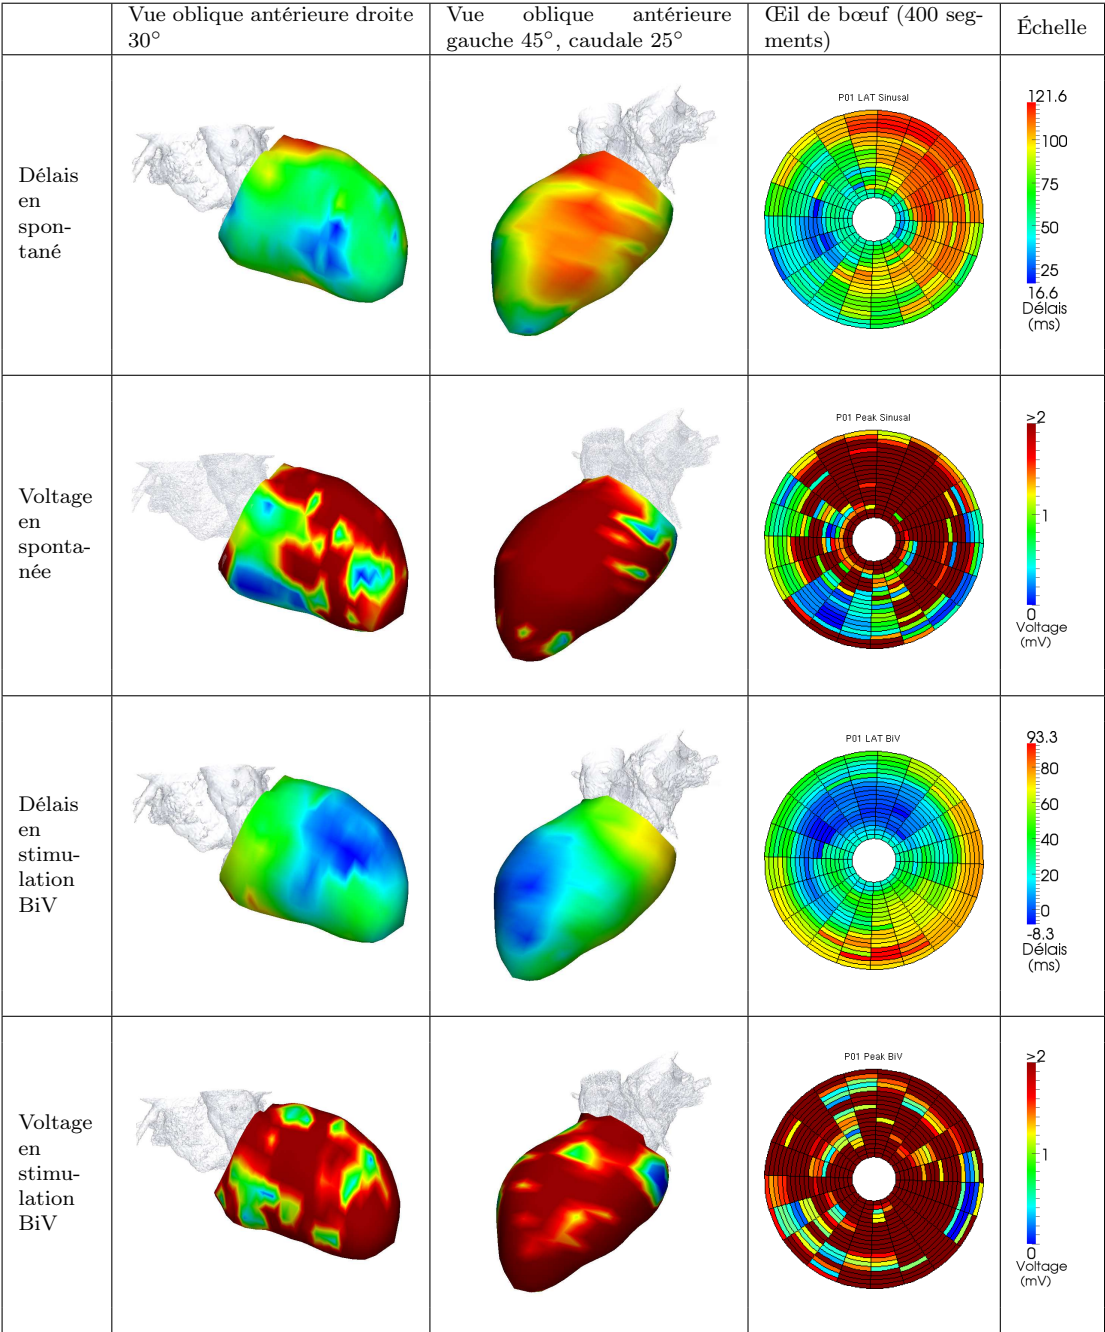 Vue oblique antérieure droite
30°
Vue oblique antérieure
gauche 45°, caudale 25°
Œil de bœuf (400 seg-
ments)
Échelle
Délais
en
spon-
tané
P01 LAT Sinusal
121.6
100
75
50
25
16.6
Délais
(ms)
Voltage
en
sponta-
née
P01 Peak Sinusal
>2
1
0
Voltage
(mV)
Délais
en
stimu-
lation
BiV
P01 LAT BiV
93.3
80
60
40
20
0
-8.3
Délais
(ms)
Voltage
en
stimu-
lation
BiV
P01 Peak BiV
>2
1
0
Voltage
(mV)